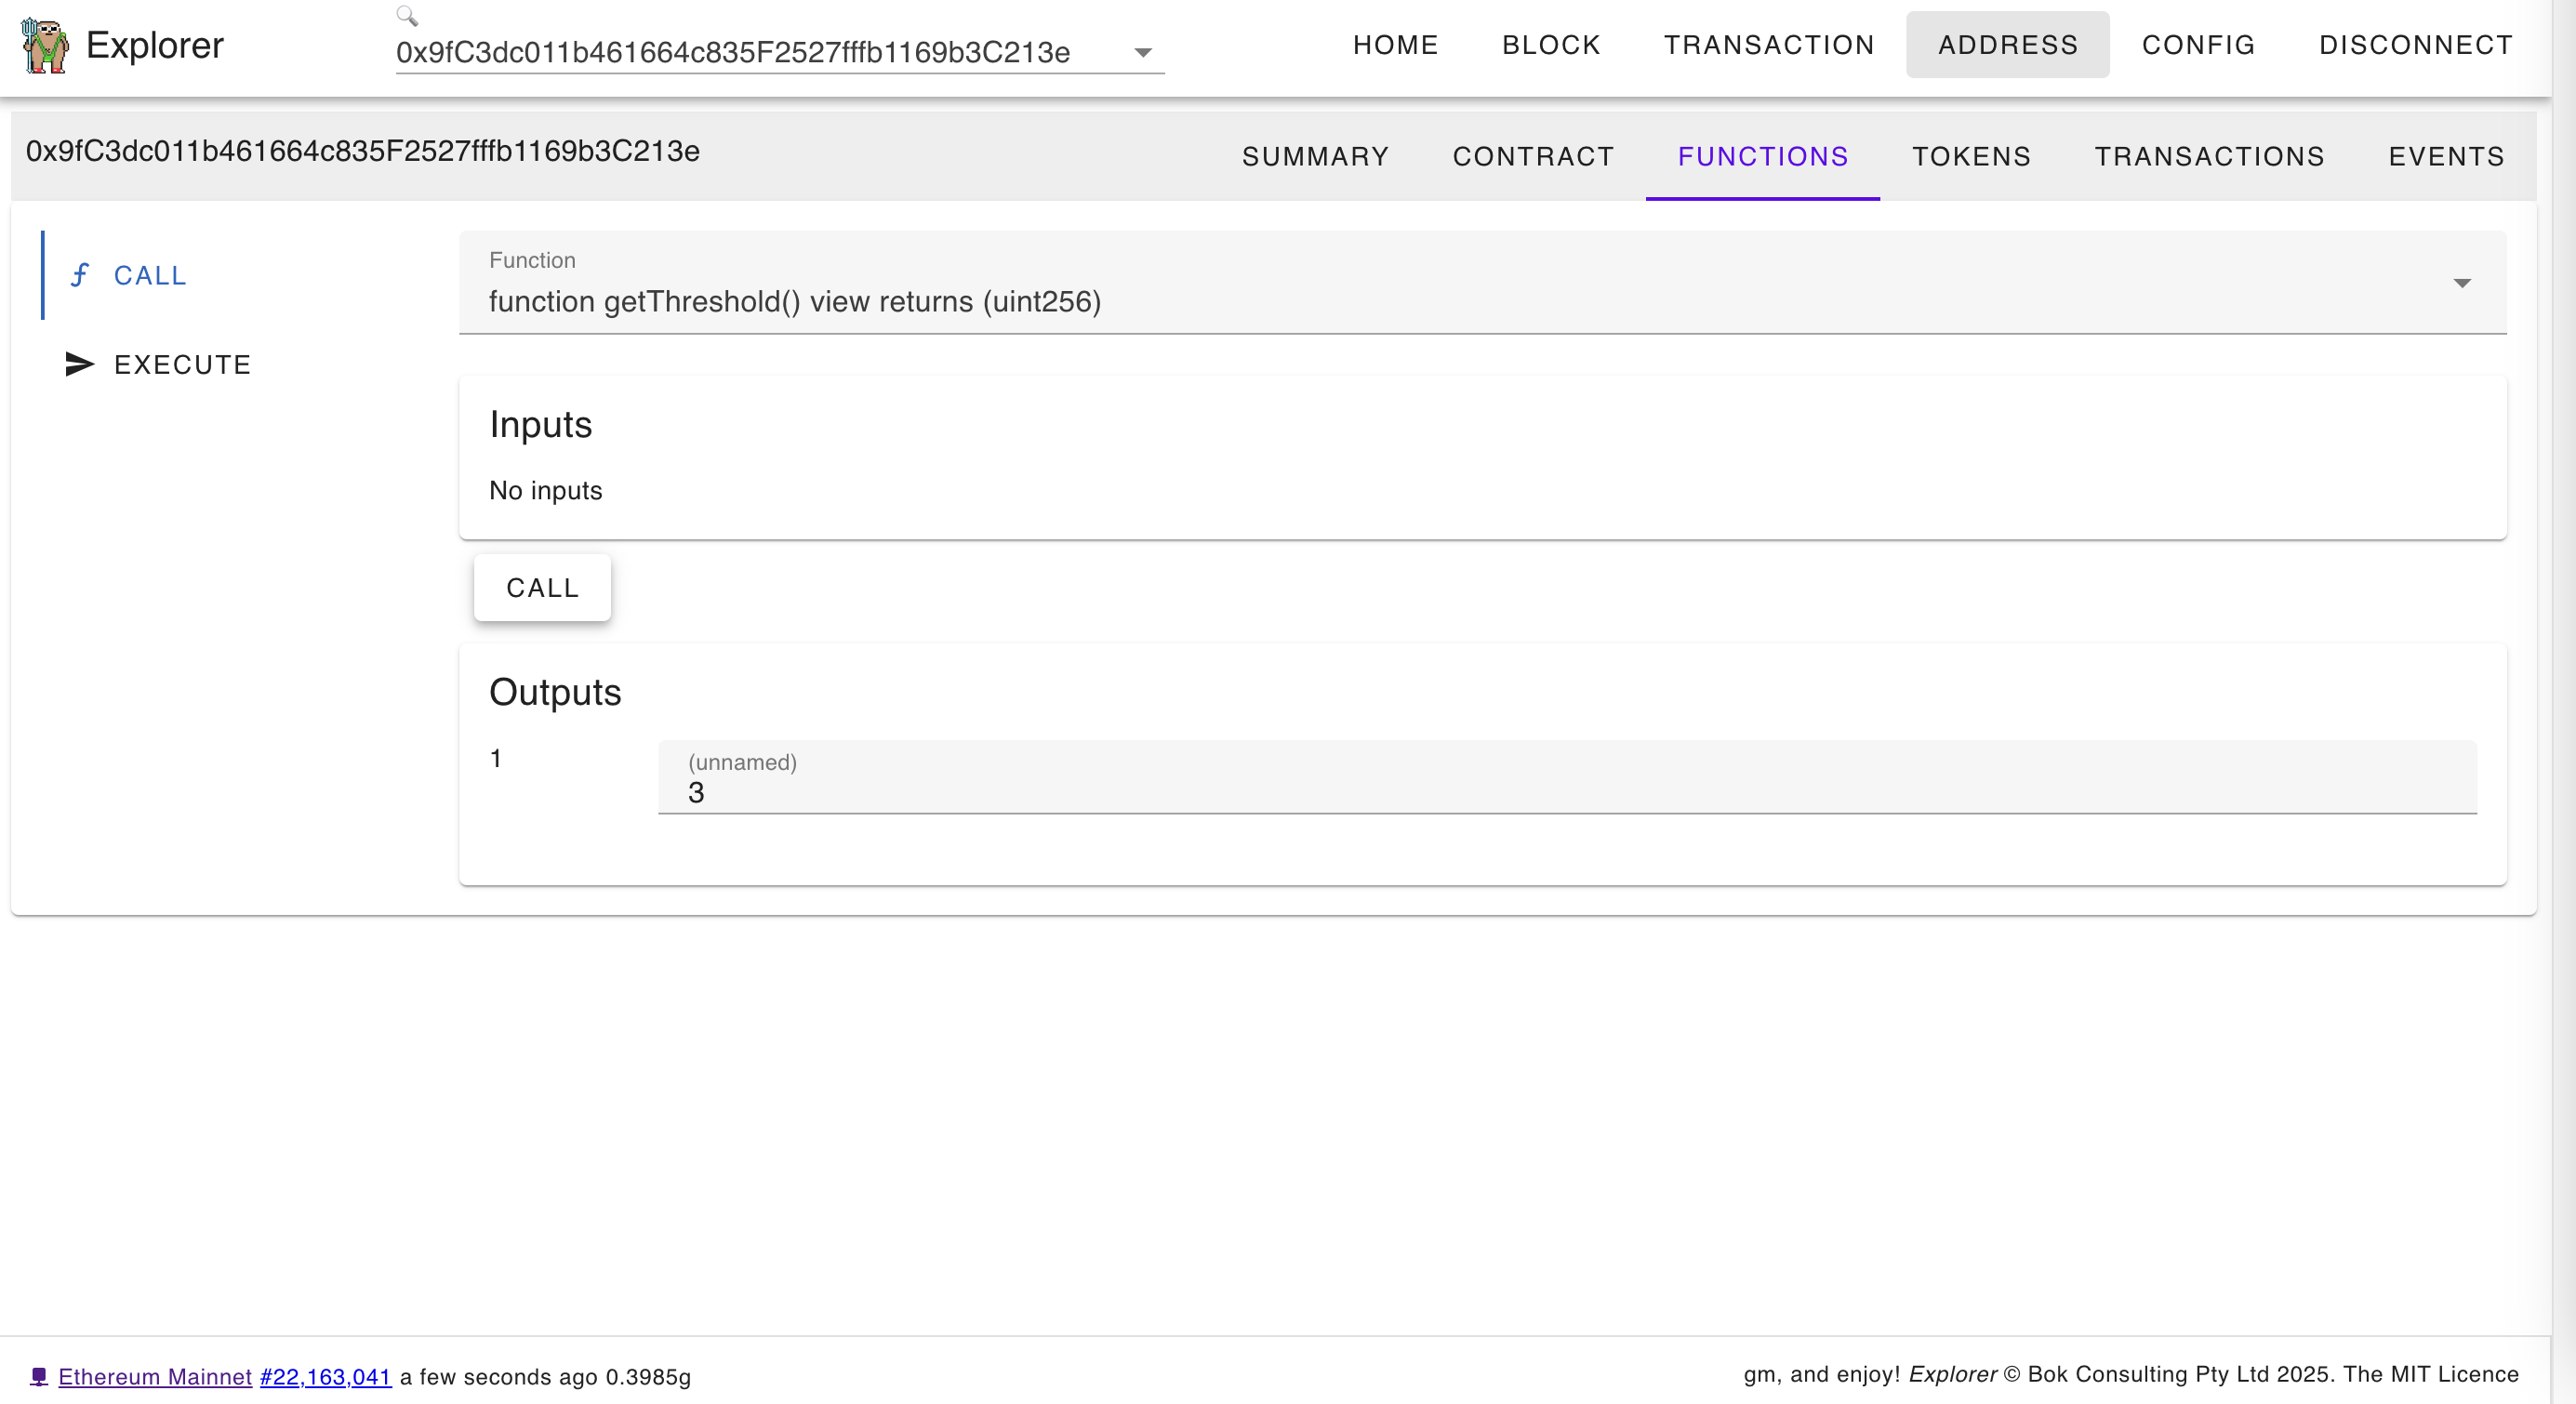 Explorer
0x9fC3dc011b461664c835F2527fffb1169b3C213e
HOME BLOCK TRANSACTION ADDRESS CONFIG DISCONNECT
0x9fC3dc011b461664c835F2527fffb1169b3C213e
SUMMARY CONTRACT FUNCTIONS TOKENS TRANSACTIONS EVENTS
CALL
EXECUTE
Function
function getThreshold() view returns (uint256)
Inputs
No inputs
CALL
Outputs
1
(unnamed)
3
Ethereum Mainnet #22,163,041 a few seconds ago 0.3985g
gm, and enjoy! Explorer © Bok Consulting Pty Ltd 2025. The MIT Licence